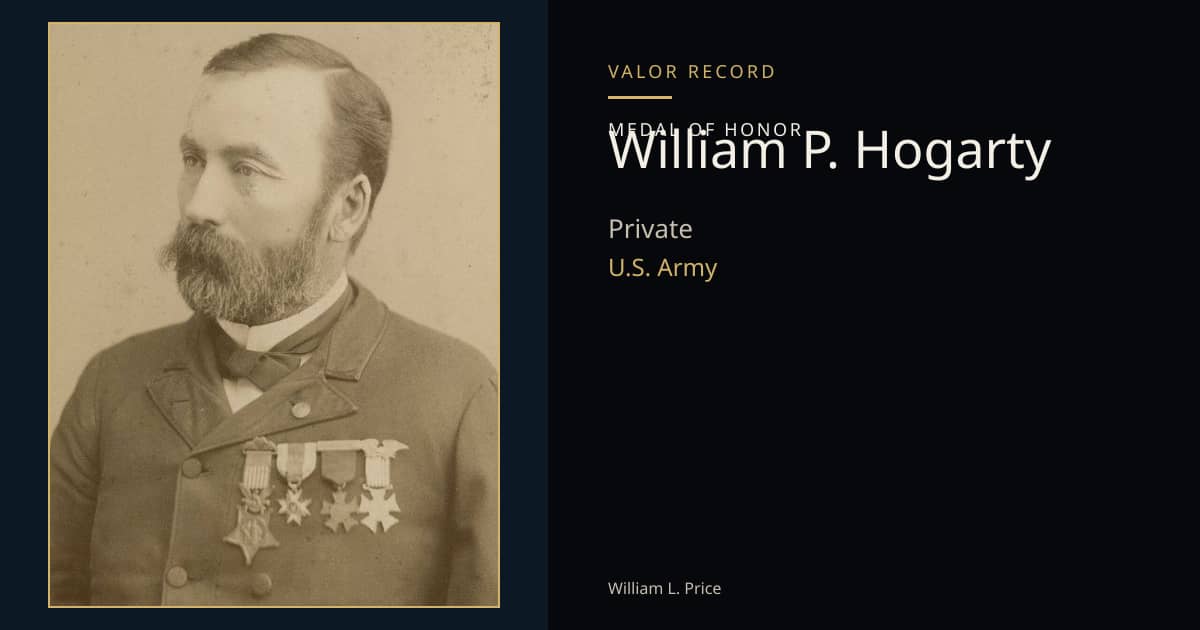 VALOR RECORD
MEDAL OF HONOR
William P. Hogarty
Private
U.S. Army
William L. Price